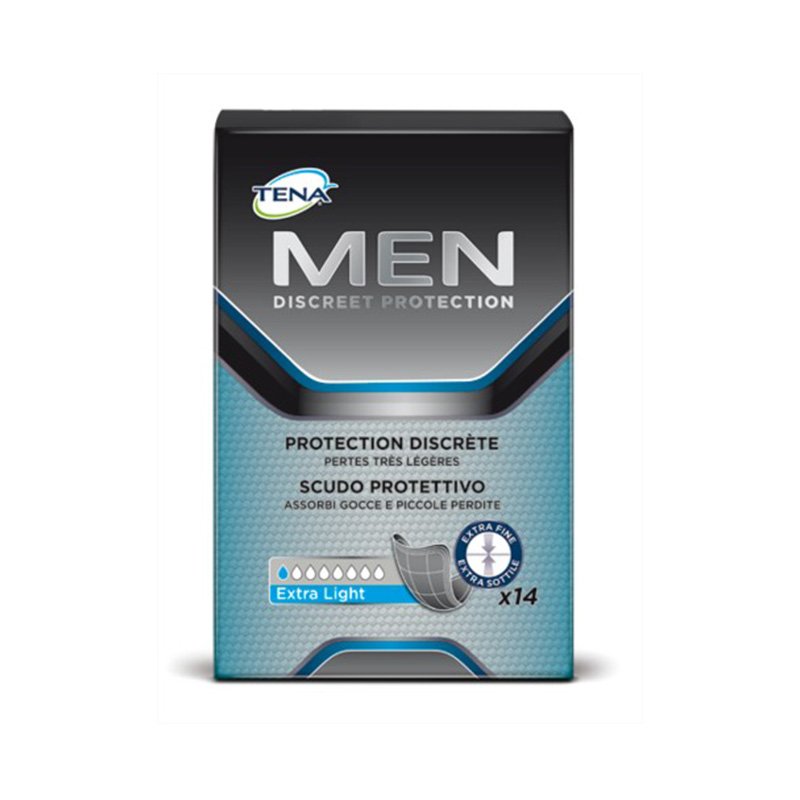 TENA
MEN
DISCREET PROTECTION
PROTECTION DISCRÈTE
PERTES TRÈS LÉGÈRES
SCUDO PROTETTIVO
ASSORBI GOCCE E PICCOLE PERDITE
EXTRA FINE
EXTRA SOTTILE
Extra Light
x14